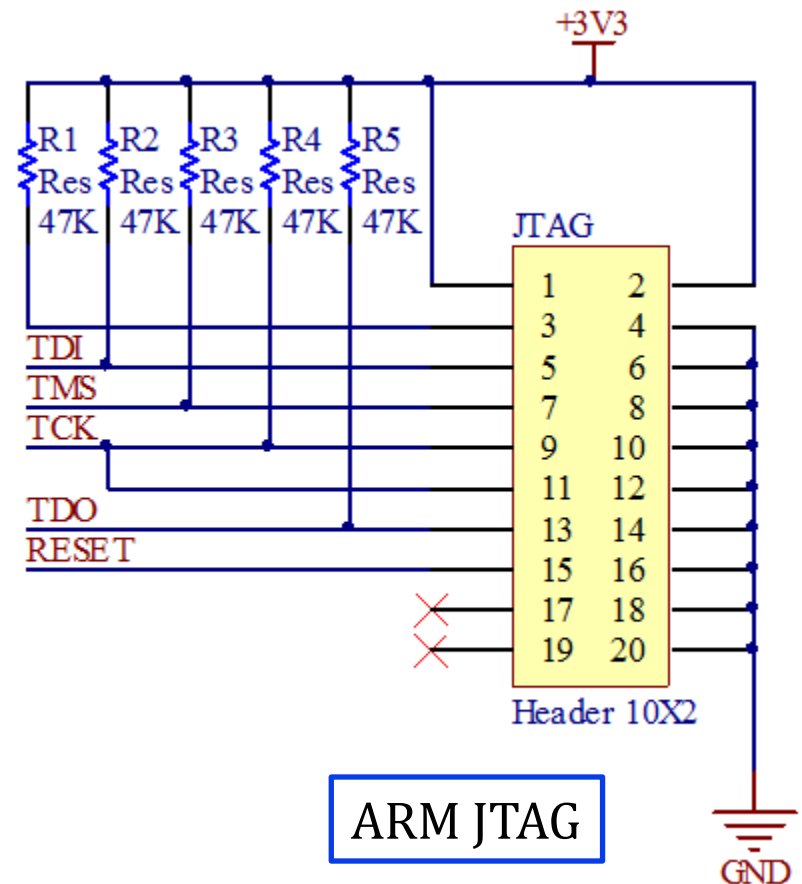 +3V3
R1 R2 R3 R4 R5
Res Res Res Res Res
47K 47K 47K 47K 47K
JTAG
1 2
3 4
TDI
5 6
TMS
7 8
TCK
9 10
11 12
TDO
13 14
RESET
15 16
17 18
19 20
Header 10X2
ARM JTAG
GND